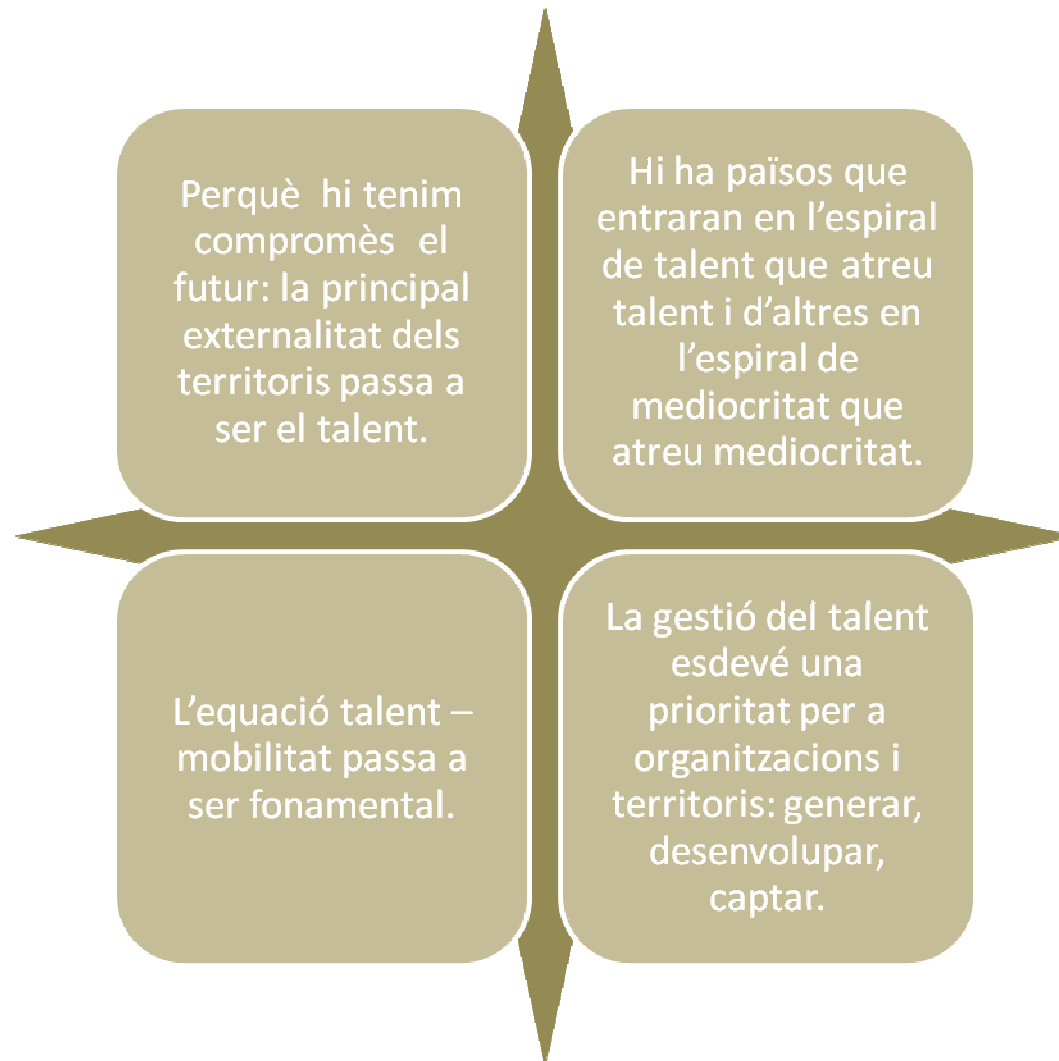 Perquè hi tenim
compromès el
futur: la principal
externalitat dels
territoris passa a
ser el talent.
Hi ha països que
entraran en l’espiral
de talent que atreu
talent i d’altres en
l’espiral de
mediocritat que
atreu mediocritat.
L’equació talent –
mobilitat passa a
ser fonamental.
La gestió del talent
esdevé una
prioritat per a
organitzacions i
territoris: generar,
desenvolupar,
captar.